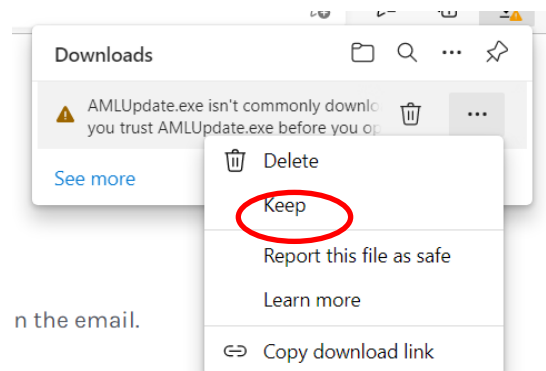 Downloads
AMLUpdate.exe isn't commonly downlo
you trust AMLUpdate.exe before you op
See more
Delete
Keep
Report this file as safe
Learn more
n the email.
Copy download link